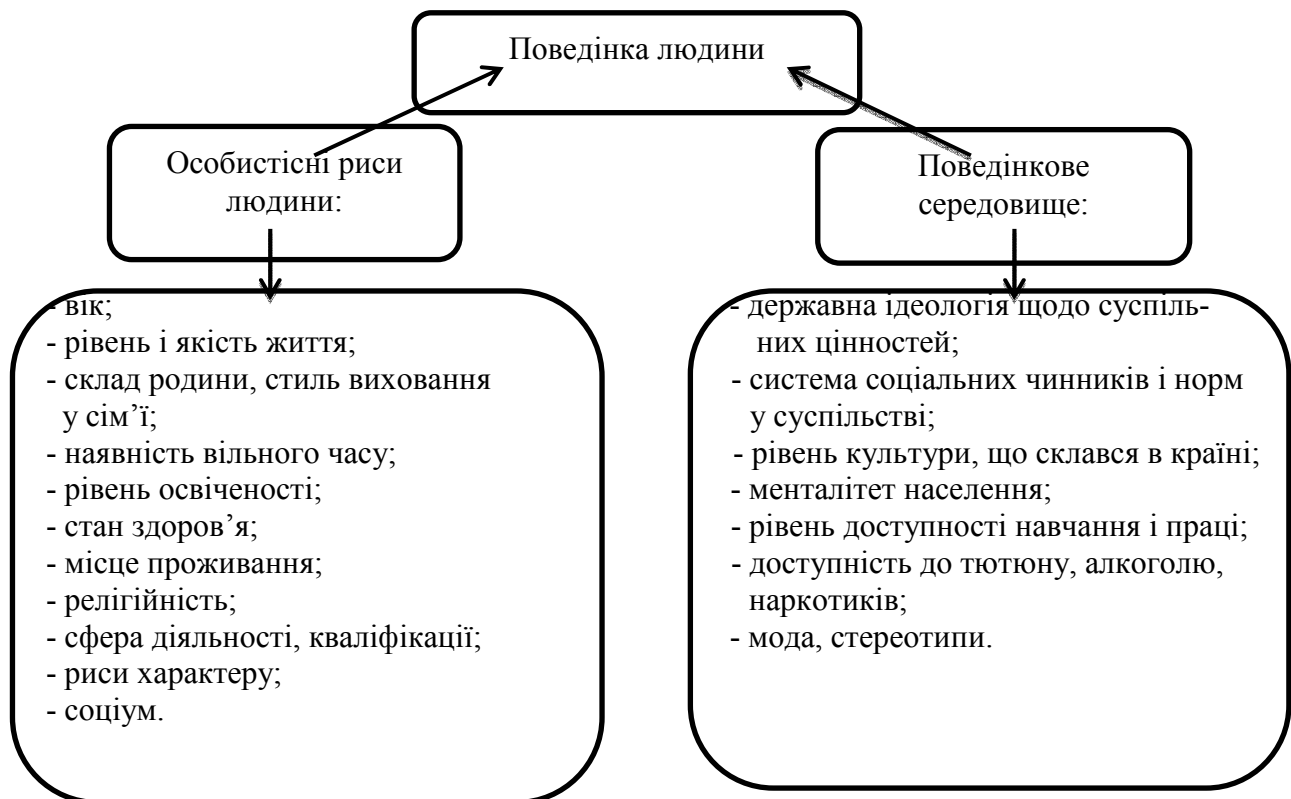 Поведінка людини
Особистісні риси
людини:
Поведінкове
середовище:
- вік;
- рівень і якість життя;
- склад родини, стиль виховання
у сім’ї;
- наявність вільного часу;
- рівень освіченості;
- стан здоров’я;
- місце проживання;
- релігійність;
- сфера діяльності, кваліфікації;
- риси характеру;
- соціум.
- державна ідеологія щодо суспіль-
них цінностей;
- система соціальних чинників і норм
у суспільстві;
- рівень культури, що склався в країні;
- менталітет населення;
- рівень доступності навчання і праці;
- доступність до тютюну, алкоголю,
наркотиків;
- мода, стереотипи.